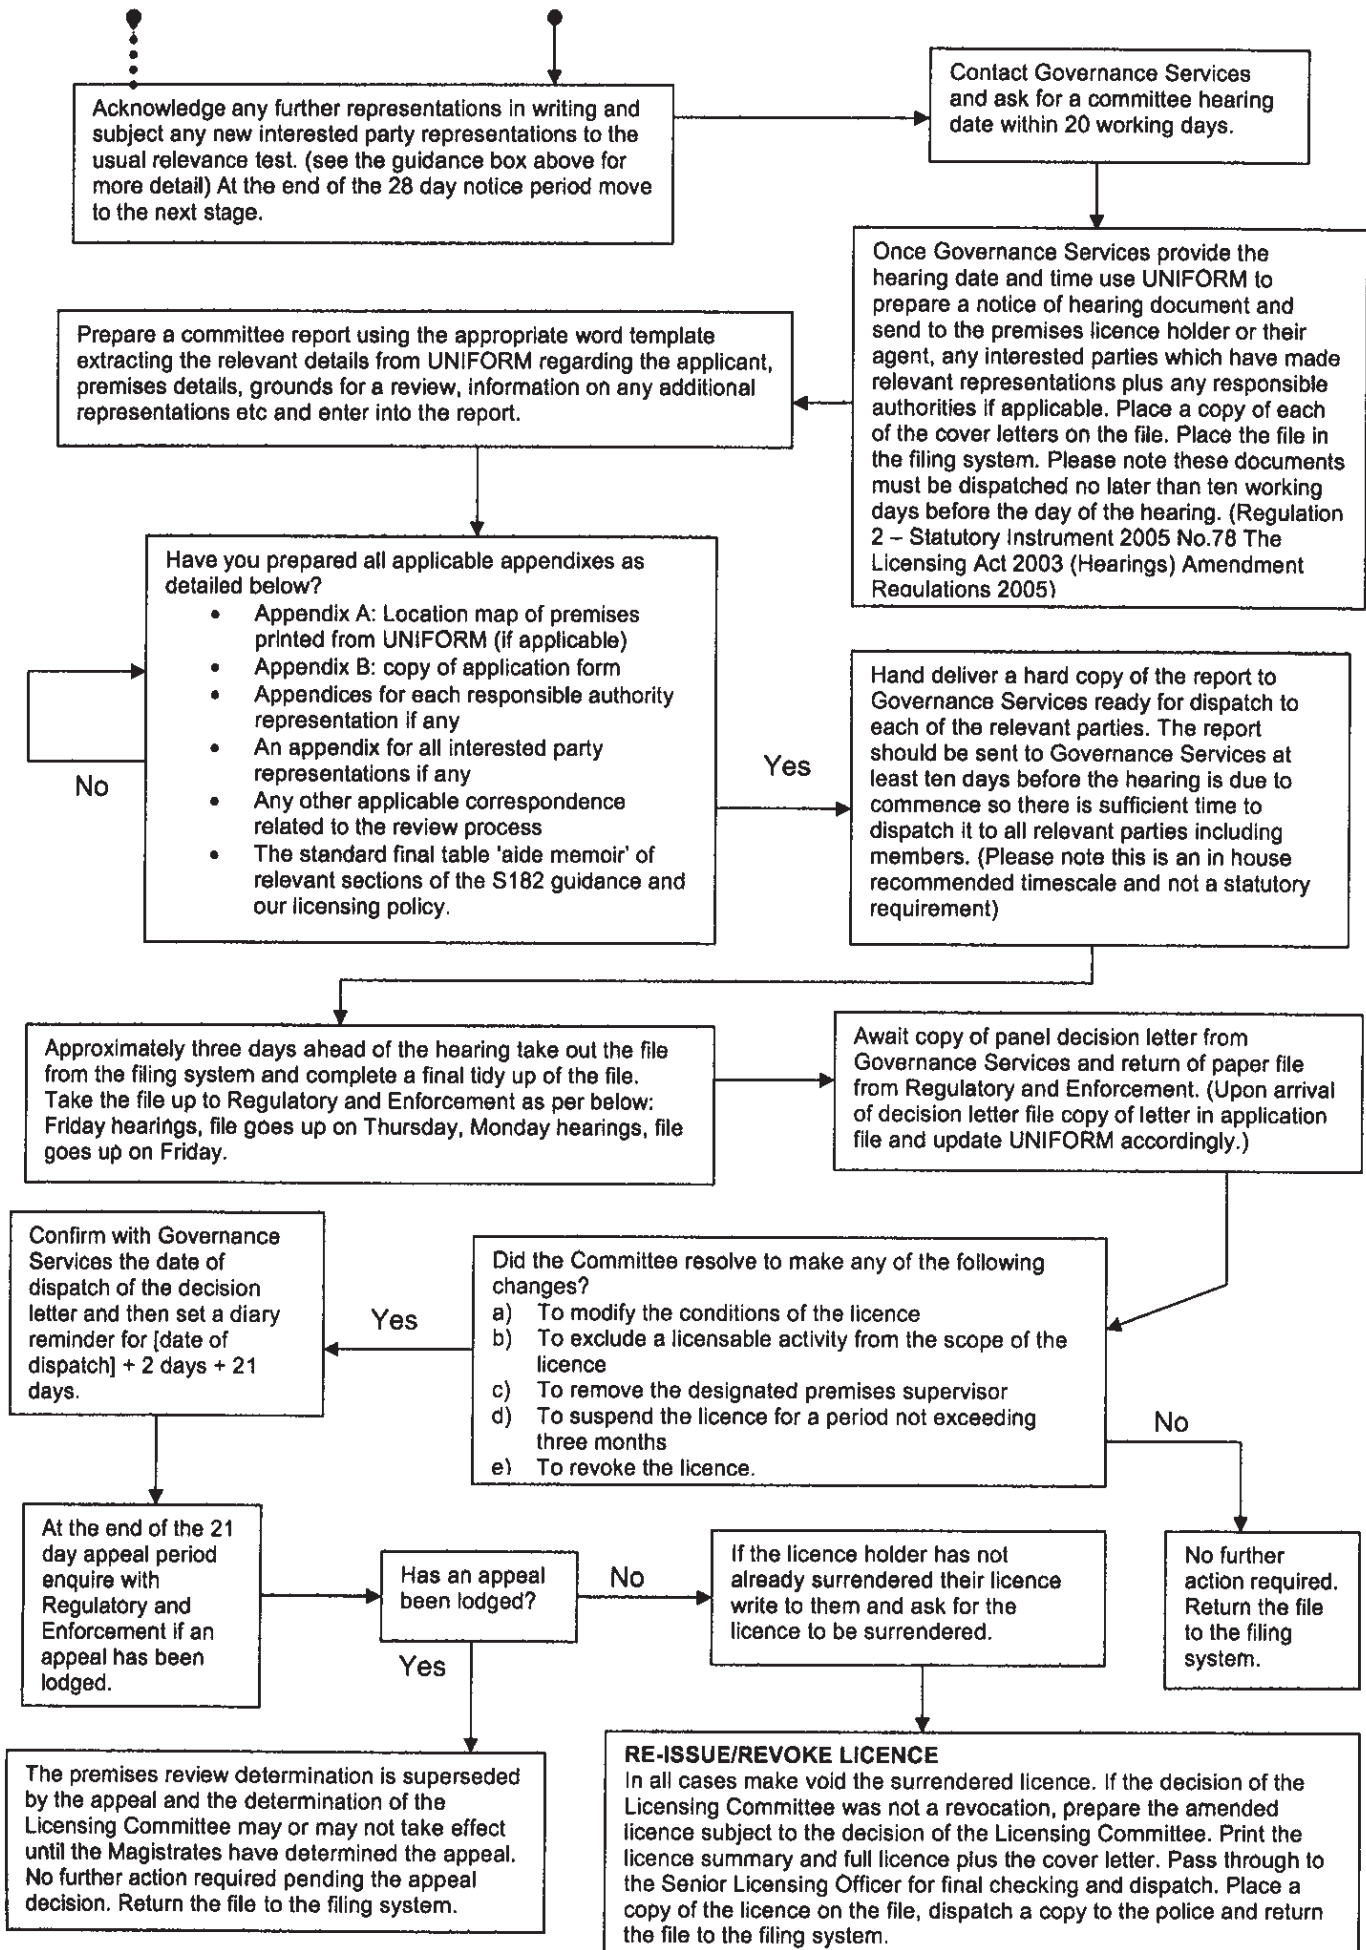 Acknowledge any further representations in writing and
subject any new interested party representations to the
usual relevance test. (see the guidance box above for
more detail) At the end of the 28 day notice period move
to the next stage.
Contact Governance Services
and ask for a committee hearing
date within 20 working days.
Once Governance Services provide the
hearing date and time use UNIFORM to
prepare a notice of hearing document and
send to the premises licence holder or their
agent, any interested parties which have made
relevant representations plus any responsible
authorities if applicable. Place a copy of each
of the cover letters on the file. Place the file in
the filing system. Please note these documents
must be dispatched no later than ten working
days before the day of the hearing. (Regulation
2 – Statutory Instrument 2005 No.78 The
Licensing Act 2003 (Hearings) Amendment
Regulations 2005)
Prepare a committee report using the appropriate word template
extracting the relevant details from UNIFORM regarding the applicant,
premises details, grounds for a review, information on any additional
representations etc and enter into the report.
Have you prepared all applicable appendixes as
detailed below?
• Appendix A: Location map of premises
printed from UNIFORM (if applicable)
• Appendix B: copy of application form
• Appendices for each responsible authority
representation if any
• An appendix for all interested party
representations if any
• Any other applicable correspondence
related to the review process
• The standard final table 'aide memoir' of
relevant sections of the S182 guidance and
our licensing policy.
No
Yes
Hand deliver a hard copy of the report to
Governance Services ready for dispatch to
each of the relevant parties. The report
should be sent to Governance Services at
least ten days before the hearing is due to
commence so there is sufficient time to
dispatch it to all relevant parties including
members. (Please note this is an in house
recommended timescale and not a statutory
requirement)
Approximately three days ahead of the hearing take out the file
from the filing system and complete a final tidy up of the file.
Take the file up to Regulatory and Enforcement as per below:
Friday hearings, file goes up on Thursday, Monday hearings, file
goes up on Friday.
Await copy of panel decision letter from
Governance Services and return of paper file
from Regulatory and Enforcement. (Upon arrival
of decision letter file copy of letter in application
file and update UNIFORM accordingly.)
Did the Committee resolve to make any of the following
changes?
a) To modify the conditions of the licence
b) To exclude a licensable activity from the scope of the
licence
c) To remove the designated premises supervisor
d) To suspend the licence for a period not exceeding
three months
e) To revoke the licence.
Yes
No
Confirm with Governance
Services the date of
dispatch of the decision
letter and then set a diary
reminder for [date of
dispatch] + 2 days + 21
days.
At the end of the 21
day appeal period
enquire with
Regulatory and
Enforcement if an
appeal has been
lodged.
Has an appeal
been lodged?
No
Yes
If the licence holder has not
already surrendered their licence
write to them and ask for the
licence to be surrendered.
No further
action required.
Return the file
to the filing
system.
The premises review determination is superseded
by the appeal and the determination of the
Licensing Committee may or may not take effect
until the Magistrates have determined the appeal.
No further action required pending the appeal
decision. Return the file to the filing system.
RE-ISSUE/REVOKE LICENCE
In all cases make void the surrendered licence. If the decision of the
Licensing Committee was not a revocation, prepare the amended
licence subject to the decision of the Licensing Committee. Print the
licence summary and full licence plus the cover letter. Pass through to
the Senior Licensing Officer for final checking and dispatch. Place a
copy of the licence on the file, dispatch a copy to the police and return
the file to the filing system.